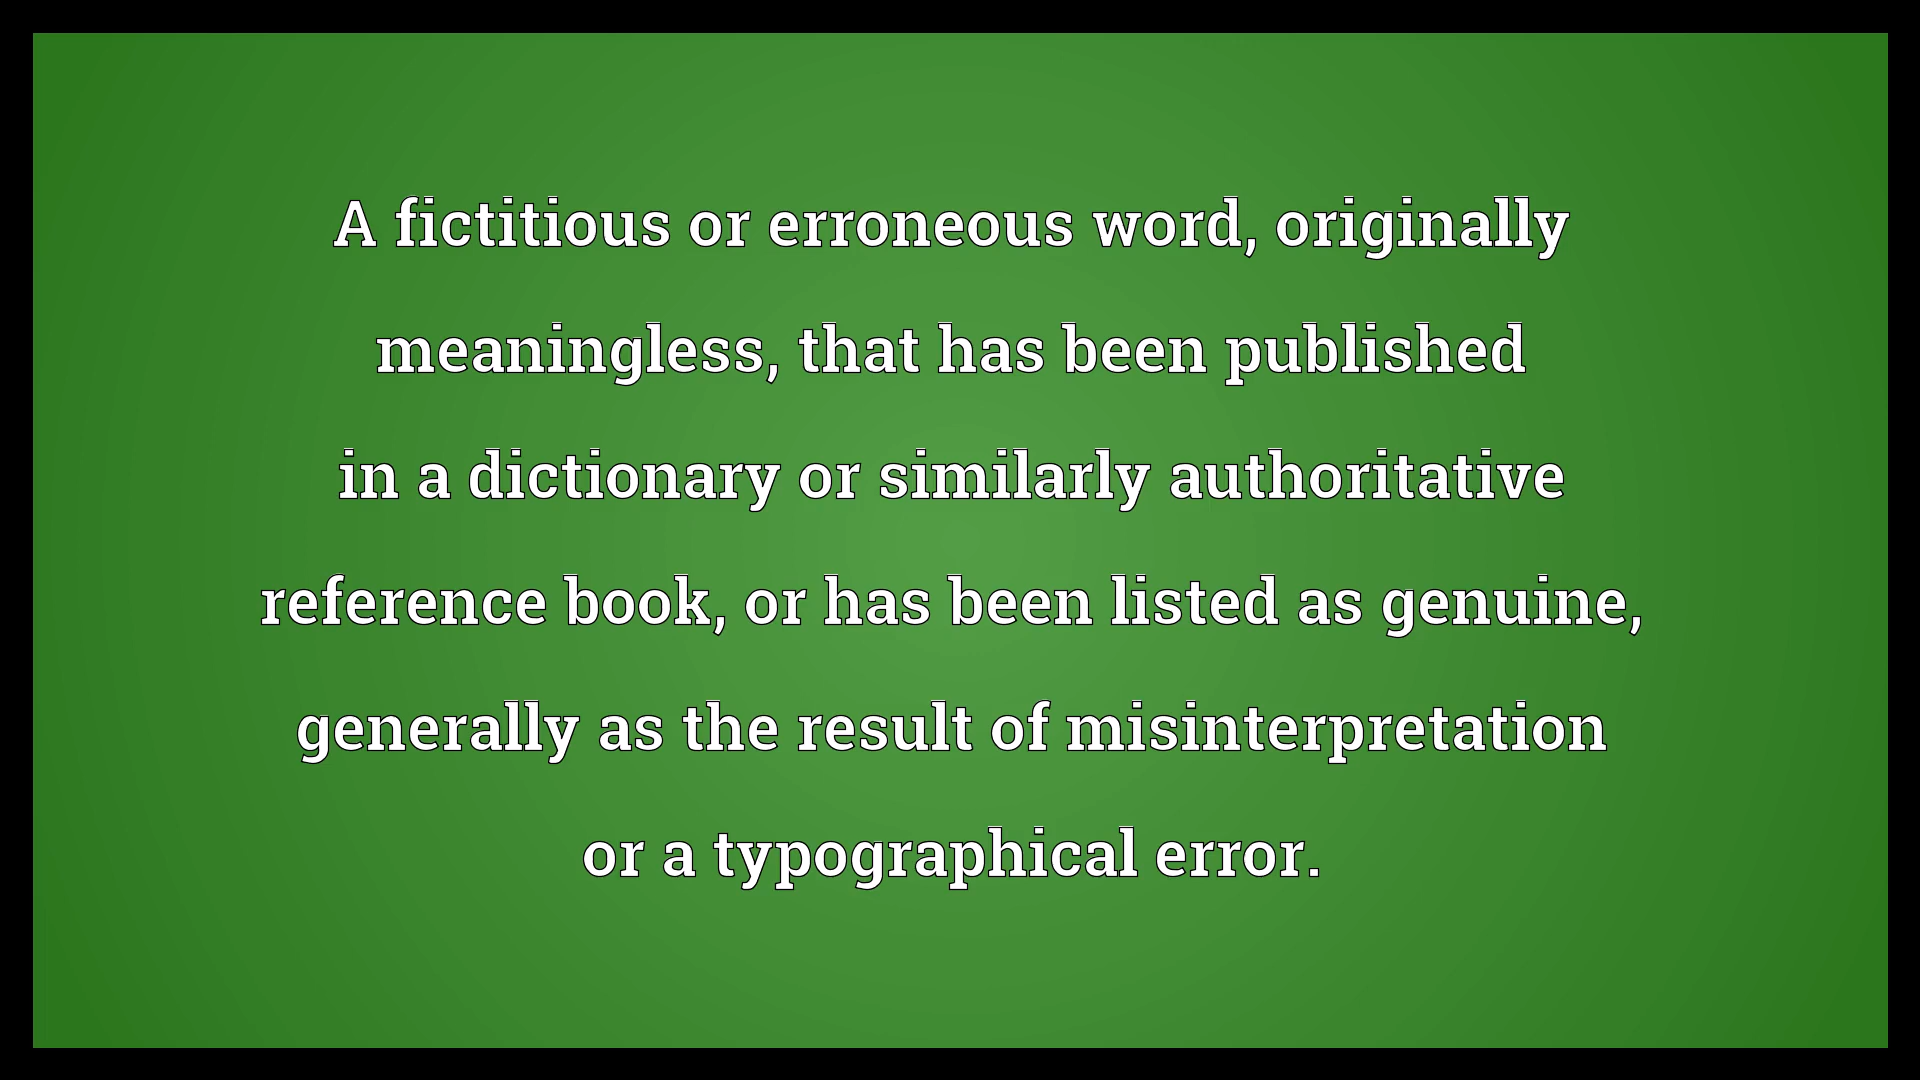 A fictitious or erroneous word, originally
meaningless, that has been published
in a dictionary or similarly authoritative
reference book, or has been listed as genuine,
generally as the result of misinterpretation
or a typographical error.